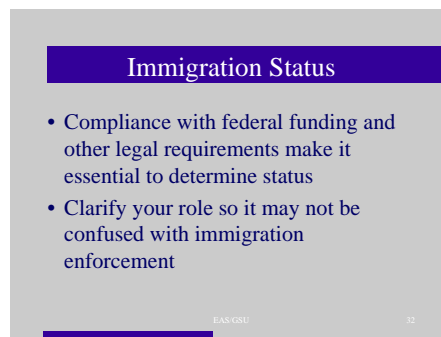 Immigration Status
• Compliance with federal funding and
other legal requirements make it
essential to determine status
• Clarify your role so it may not be
confused with immigration
enforcement
EAS/GSU 32